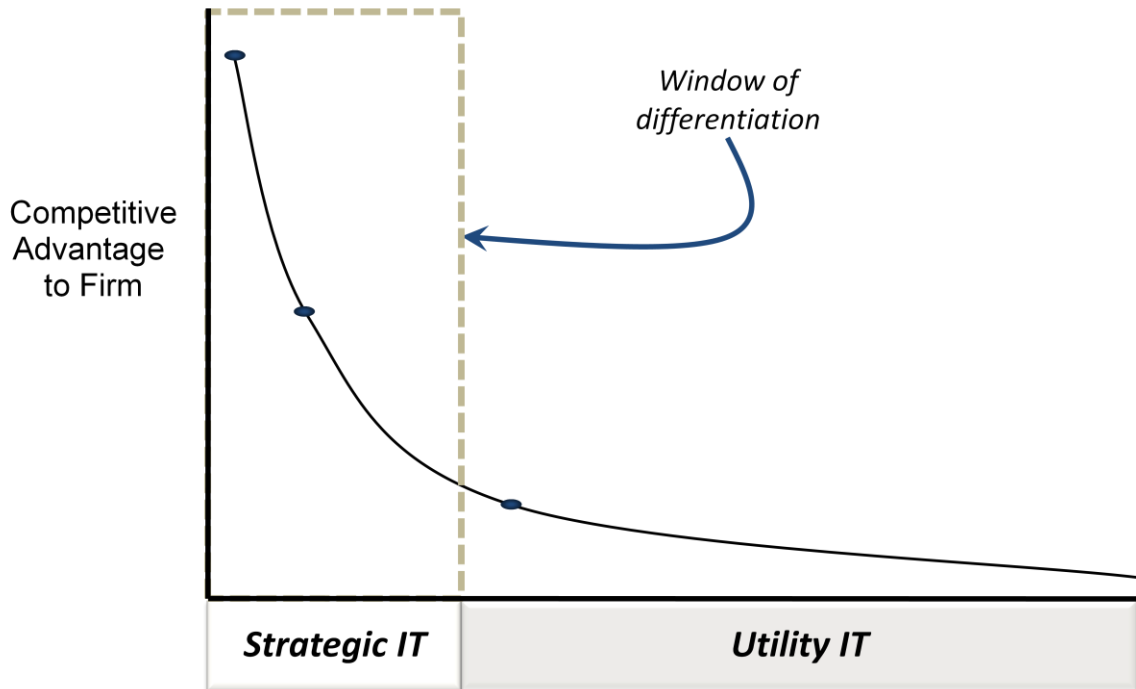 Window of
differentiation
Competitive
Advantage
to Firm
Strategic IT
Utility IT